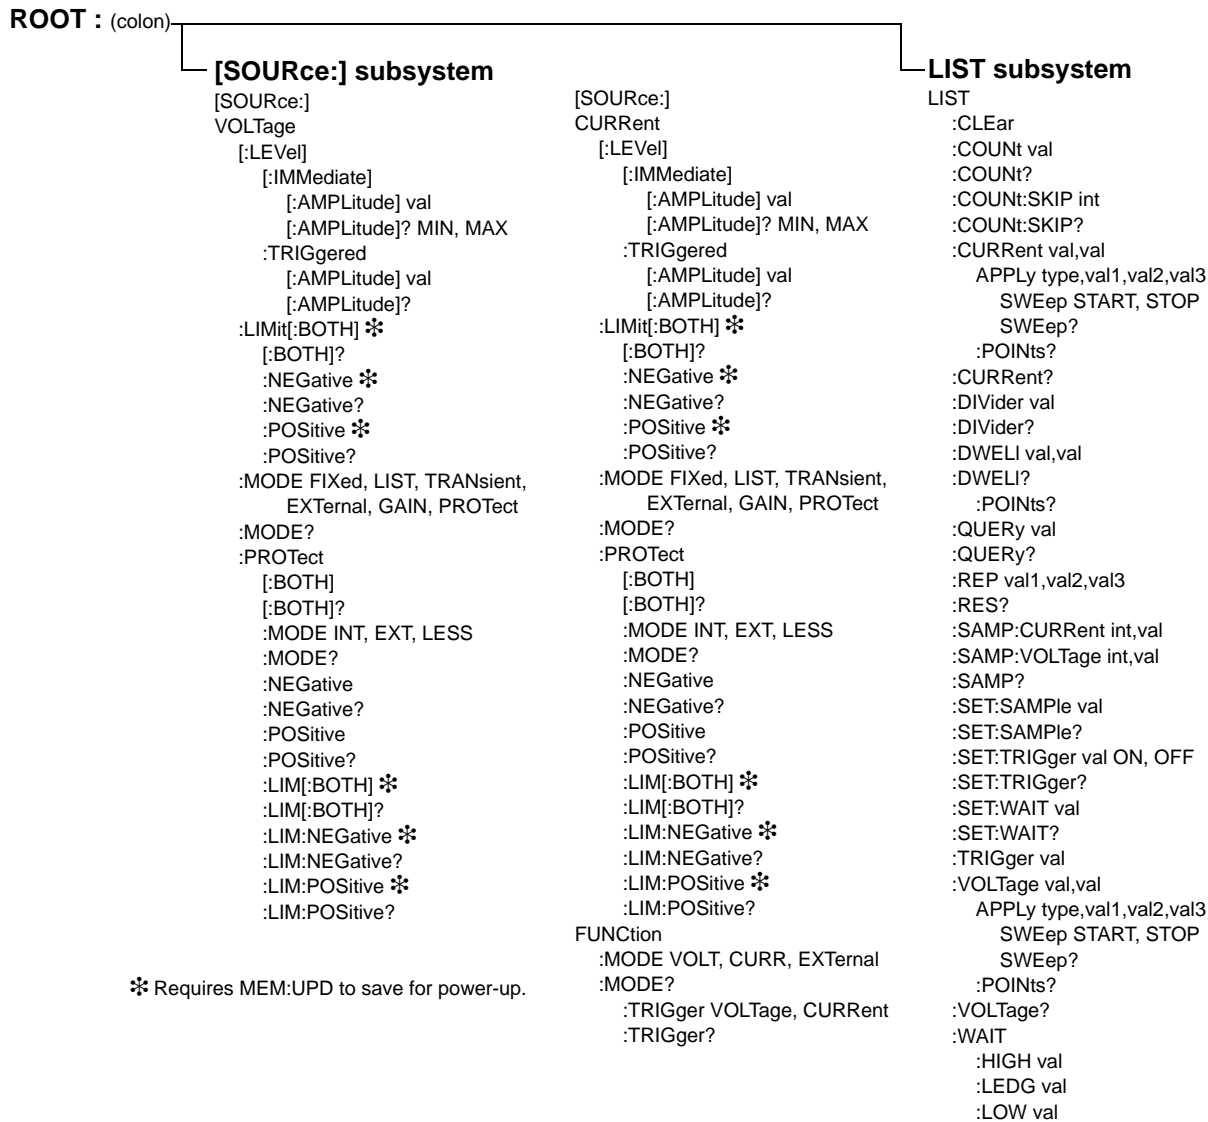 ROOT : (colon)
[SOURce:] subsystem
[SOURce:]
VOLTage
[:LEVel]
[:IMMediate]
[:AMPLitude] val
[:AMPLitude]? MIN, MAX
:TRIGgered
[:AMPLitude] val
[:AMPLitude]?
:LIMit[:BOTH] ✻
[:BOTH]?
:NEGative ✻
:NEGative?
:POSitive ✻
:POSitive?
:MODE FIXed, LIST, TRANsient,
EXTernal, GAIN, PROTect
:MODE?
:PROTect
[:BOTH]
[:BOTH]?
:MODE INT, EXT, LESS
:MODE?
:NEGative
:NEGative?
:POSitive
:POSitive?
:LIM[:BOTH] ✻
:LIM[:BOTH]?
:LIM:NEGative ✻
:LIM:NEGative?
:LIM:POSitive ✻
:LIM:POSitive?
✻ Requires MEM:UPD to save for power-up.
[SOURce:]
CURRent
[:LEVel]
[:IMMediate]
[:AMPLitude] val
[:AMPLitude]? MIN, MAX
:TRIGgered
[:AMPLitude] val
[:AMPLitude]?
:LIMit[:BOTH] ✻
[:BOTH]?
:NEGative ✻
:NEGative?
:POSitive ✻
:POSitive?
:MODE FIXed, LIST, TRANsient,
EXTernal, GAIN, PROTect
:MODE?
:PROTect
[:BOTH]
[:BOTH]?
:MODE INT, EXT, LESS
:MODE?
:NEGative
:NEGative?
:POSitive
:POSitive?
:LIM[:BOTH] ✻
:LIM[:BOTH]?
:LIM:NEGative ✻
:LIM:NEGative?
:LIM:POSitive ✻
:LIM:POSitive?
FUNCtion
:MODE VOLT, CURR, EXTernal
:MODE?
:TRIGger VOLTage, CURRent
:TRIGger?
LIST subsystem
LIST
:CLEar
:COUNt val
:COUNt?
:COUNt:SKIP int
:COUNt:SKIP?
:CURRent val,val
APPLy type,val1,val2,val3
SWEep START, STOP
SWEep?
:POINts?
:CURRent?
:DIVider val
:DIVider?
:DWELl val,val
:DWELl?
:POINts?
:QUERy val
:QUERy?
:REP val1,val2,val3
:RES?
:SAMP:CURRent int,val
:SAMP:VOLTage int,val
:SAMP?
:SET:SAMPle val
:SET:SAMPle?
:SET:TRIGger val ON, OFF
:SET:TRIGger?
:SET:WAIT val
:SET:WAIT?
:TRIGger val
:VOLTage val,val
APPLy type,val1,val2,val3
SWEep START, STOP
SWEep?
:POINts?
:VOLTage?
:WAIT
:HIGH val
:LEDG val
:LOW val